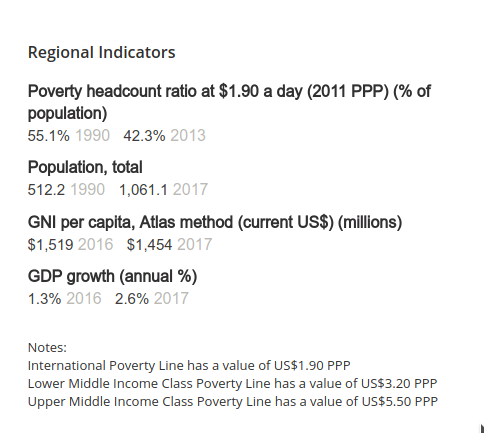 Regional Indicators
Poverty headcount ratio at $1.90 a day (2011 PPP) (% of
population)
55.1% 1990 42.3% 2013
Population, total
512.2 1990 1,061.1 2017
GNI per capita, Atlas method (current US$) (millions)
$1,519 2016 $1,454 2017
GDP growth (annual %)
1.3% 2016 2.6% 2017
Notes:
International Poverty Line has a value of US$1.90 PPP
Lower Middle Income Class Poverty Line has a value of US$3.20 PPP
Upper Middle Income Class Poverty Line has a value of US$5.50 PPP